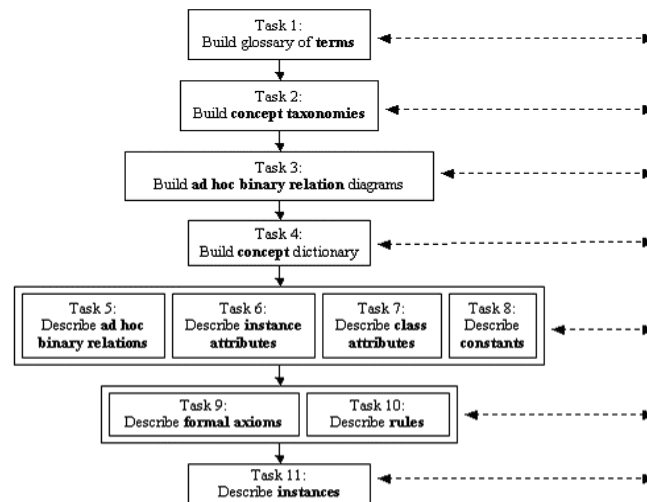 Task 1:
Build glossary of terms
Task 2:
Build concept taxonomies
Task 3:
Build ad hoc binary relation diagrams
Task 4:
Build concept dictionary
Task 5:
Describe ad hoc
binary relations
Task 6:
Describe instance
attributes
Task 7:
Describe class
attributes
Task 8:
Describe
constants
Task 9:
Describe formal axioms
Task 10:
Describe rules
Task 11:
Describe instances